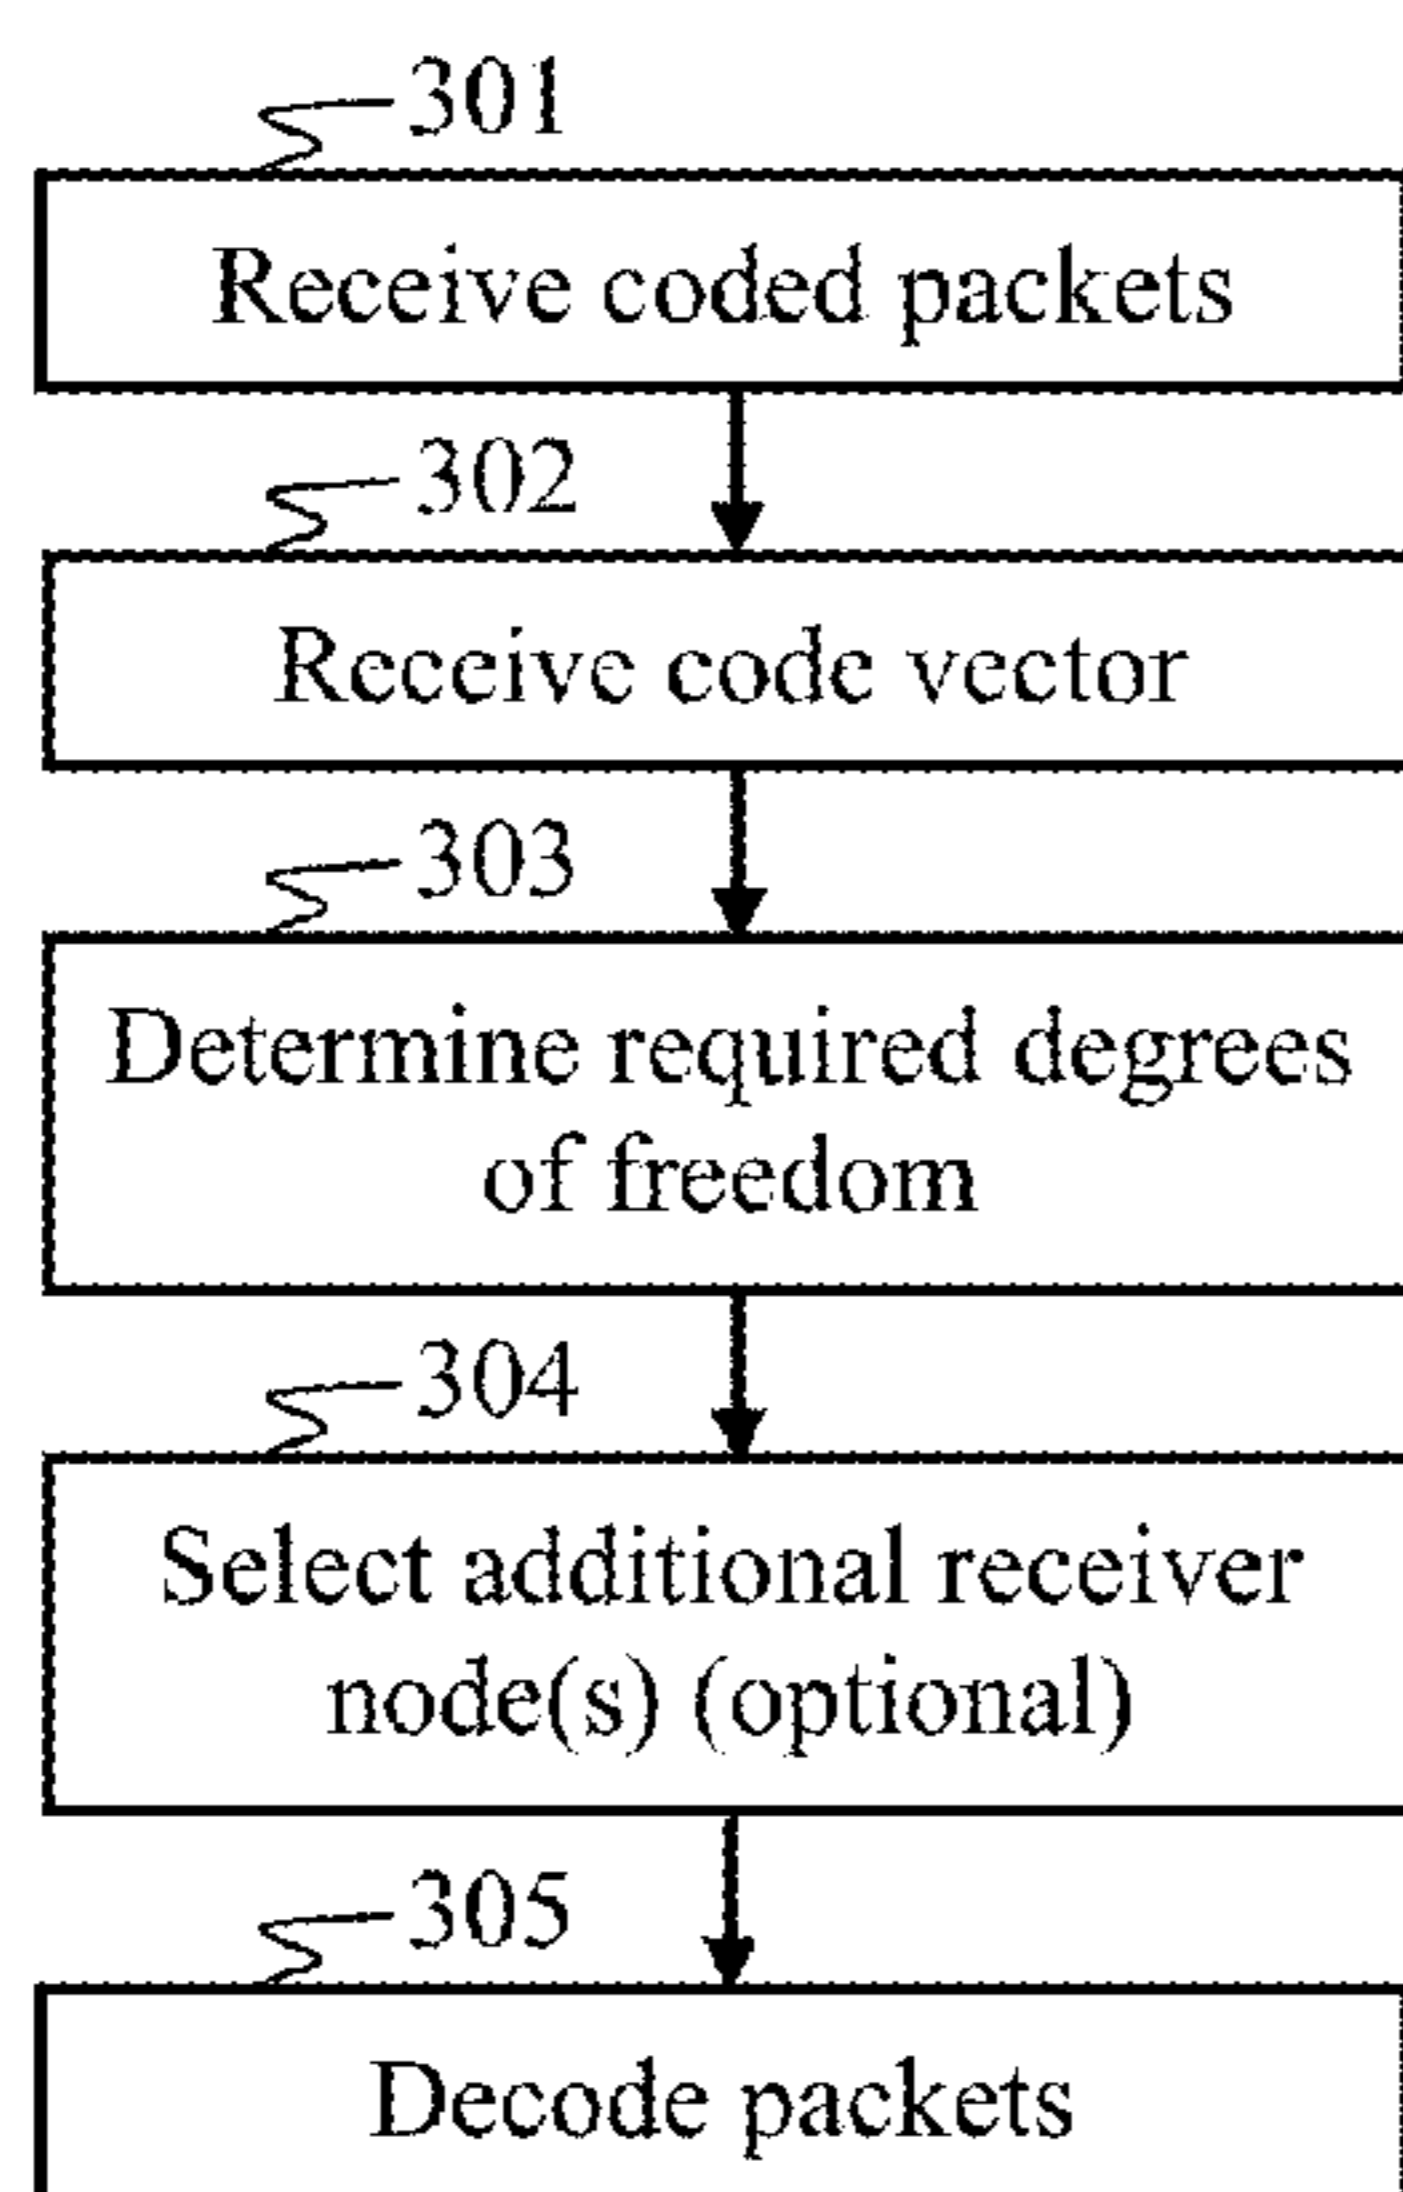 301
Receive coded packets
302
Receive code vector
303
Determine required degrees
of freedom
304
Select additional receiver
node(s) (optional)
305
Decode packets